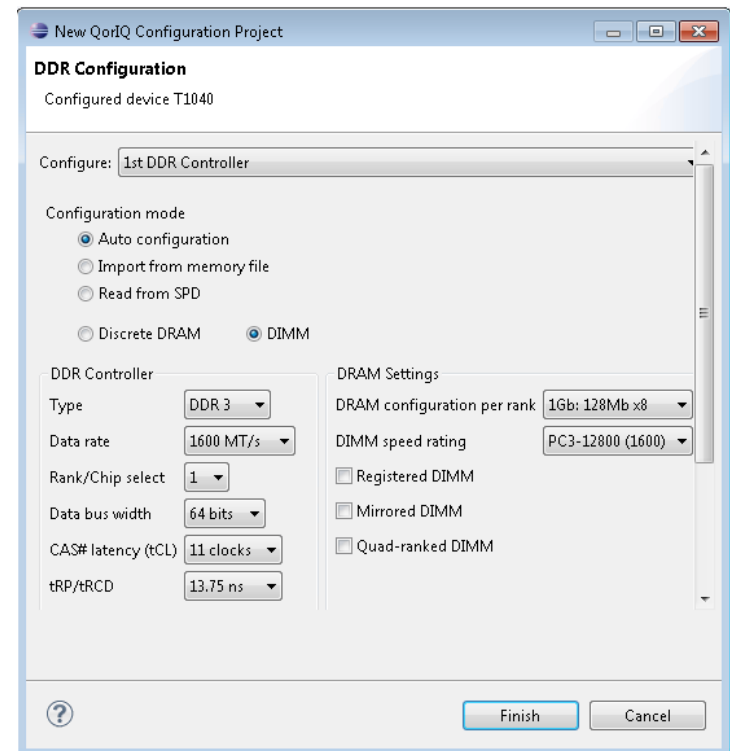 New QorIQ Configuration Project
DDR Configuration
Configured device T1040
Configure: 1st DDR Controller
Configuration mode
Auto configuration
Import from memory file
Read from SPD
Discrete DRAM DIMM
DDR Controller
Type DDR 3
Data rate 1600 MT/s
Rank/Chip select 1
Data bus width 64 bits
CAS# latency (tCL) 11 clocks
tRP/tRCD 13.75 ns
DRAM Settings
DRAM configuration per rank 1Gb: 128Mb x8
DIMM speed rating PC3-12800 (1600)
Registered DIMM
Mirrored DIMM
Quad-ranked DIMM
?
Finish Cancel